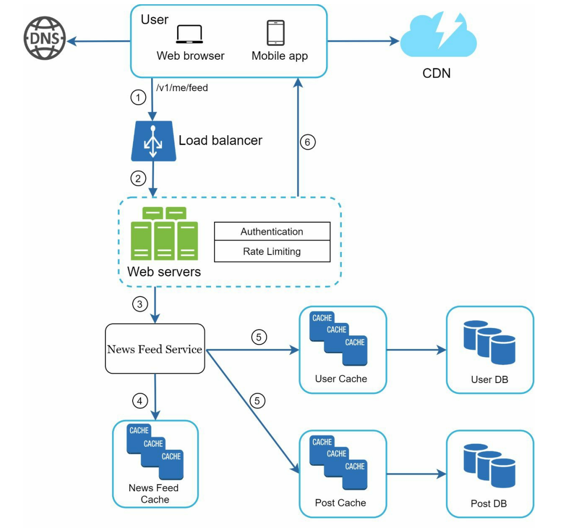 DNS
User
Web browser
Mobile app
CDN
1
/v1/me/feed
Load balancer
6
2
Authentication
Rate Limiting
Web servers
3
News Feed Service
5
CACHE
CACHE
CACHE
User Cache
User DB
4
5
CACHE
CACHE
CACHE
News Feed
Cache
CACHE
CACHE
CACHE
Post Cache
Post DB